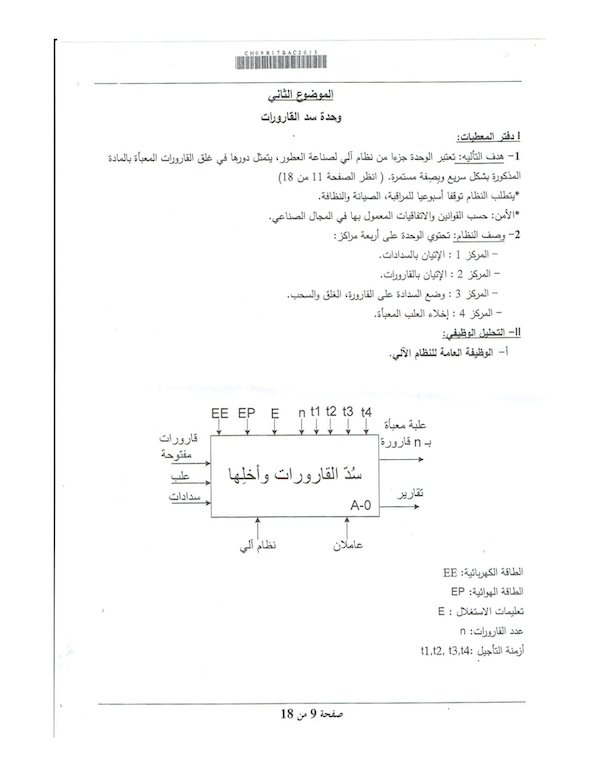 CH09R17BAC2015
الموضوع الثاني
وحدة سد القارورات
I دفتر المعطيات:
1- هدف التأليه: تعتبر الوحدة جزءا من نظام آلي لصناعة العطور، يتمثل دورها في غلق القارورات المعبأة بالمادة
المذكورة بشكل سريع وبصفة مستمرة. ( انظر الصفحة 11 من 18)
*يتطلب النظام توقفا أسبوعيا للمراقبة، الصيانة والنظافة.
*الأمن: حسب القوانين والاتفاقيات المعمول بها في المجال الصناعي.
2- وصف النظام: تحتوي الوحدة على أربعة مراكز:
- المركز 1 : الإتيان بالسدادات.
- المركز 2 : الإتيان بالقارورات.
- المركز 3 : وضع السدادة على القارورة، الغلق والسحب.
- المركز 4 : إخلاء العلب المعبأة.
II- التحليل الوظيفي:
أ- الوظيفة العامة للنظام الآلي.
EE EP E n t1 t2 t3 t4
علبة معبأة
بـ n قارورة
قارورات
مفتوحة
سُدّ القارورات وأخلِها
علب
سدادات
تقارير
A-0
عاملان
نظام آلي
الطاقة الكهربائية: EE
الطاقة الهوائية: EP
تعليمات الاستغلال : E
عدد القارورات: n
أزمنة التأجيل :t1,t2, t3,t4
صفحة 9 من 18